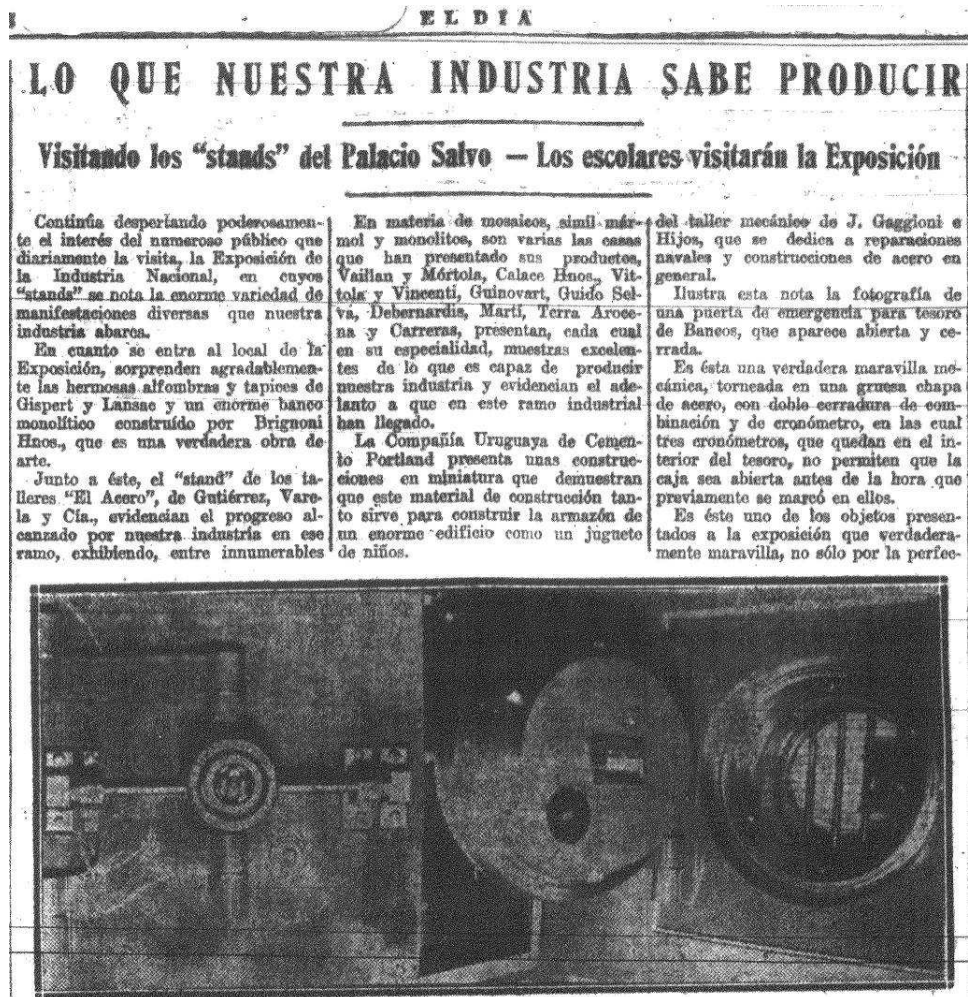 EL DIA
LO QUE NUESTRA INDUSTRIA SABE PRODUCIR
Visitando los "stands" del Palacio Salvo — Los escolares visitarán la Exposición
Continúa despertando poderosamen-
te el interés del numeroso público que
diariamente la visita, la Exposición de
la Industria Nacional, en cuyos
"stands" se nota la enorme variedad de
manifestaciones diversas que nuestra
industria abarca.
En cuanto se entra al local de la
Exposición, sorprenden agradablemen-
te las hermosas alfombras y tapices de
Gispert y Lansac y un enorme banco
monolítico construído por Brignoni
Hnos., que es una verdadera obra de
arte.
Junto a éste, el "stand" de los ta-
lleres "El Acero", de Gutiérrez, Vare-
la y Cía., evidencian el progreso al-
canzado por nuestra industria en ese
ramo, exhibiendo, entre innumerables
En materia de mosaicos, simil már-
mol y monolitos, son varias las casas
que han presentado sus productos,
Vaillan y Mórtola, Calace Hnos., Vit-
tola y Vincenti, Guinovart, Guido Sel-
va, Debernardis, Martí, Terra Aroce-
na y Carreras, presentan, cada cual
en su especialidad, muestras excelen-
tes de lo que es capaz de producir
nuestra industria y evidencian el ade-
lanto a que en este ramo industrial
han llegado.
La Compañía Uruguaya de Cemen-
to Portland presenta unas construc-
ciones en miniatura que demuestran
que este material de construcción tan-
to sirve para construir la armazón de
un enorme edificio como un juguete
de niños.
del taller mecánico de J. Gaggioni e
Hijos, que se dedica a reparaciones
navales y construcciones de acero en
general.
Ilustra esta nota la fotografía de
una puerta de emergencia para tesoro
de Bancos, que aparece abierta y ce-
rrada.
Es ésta una verdadera maravilla me-
cánica, torneada en una gruesa chapa
de acero, con doble cerradura de com-
binación y de cronómetro, en las cual
tres cronómetros, que quedan en el in-
terior del tesoro, no permiten que la
caja sea abierta antes de la hora que
previamente se marcó en ellos.
Es éste uno de los objetos presen-
tados a la exposición que verdadera-
mente maravilla, no sólo por la perfec-